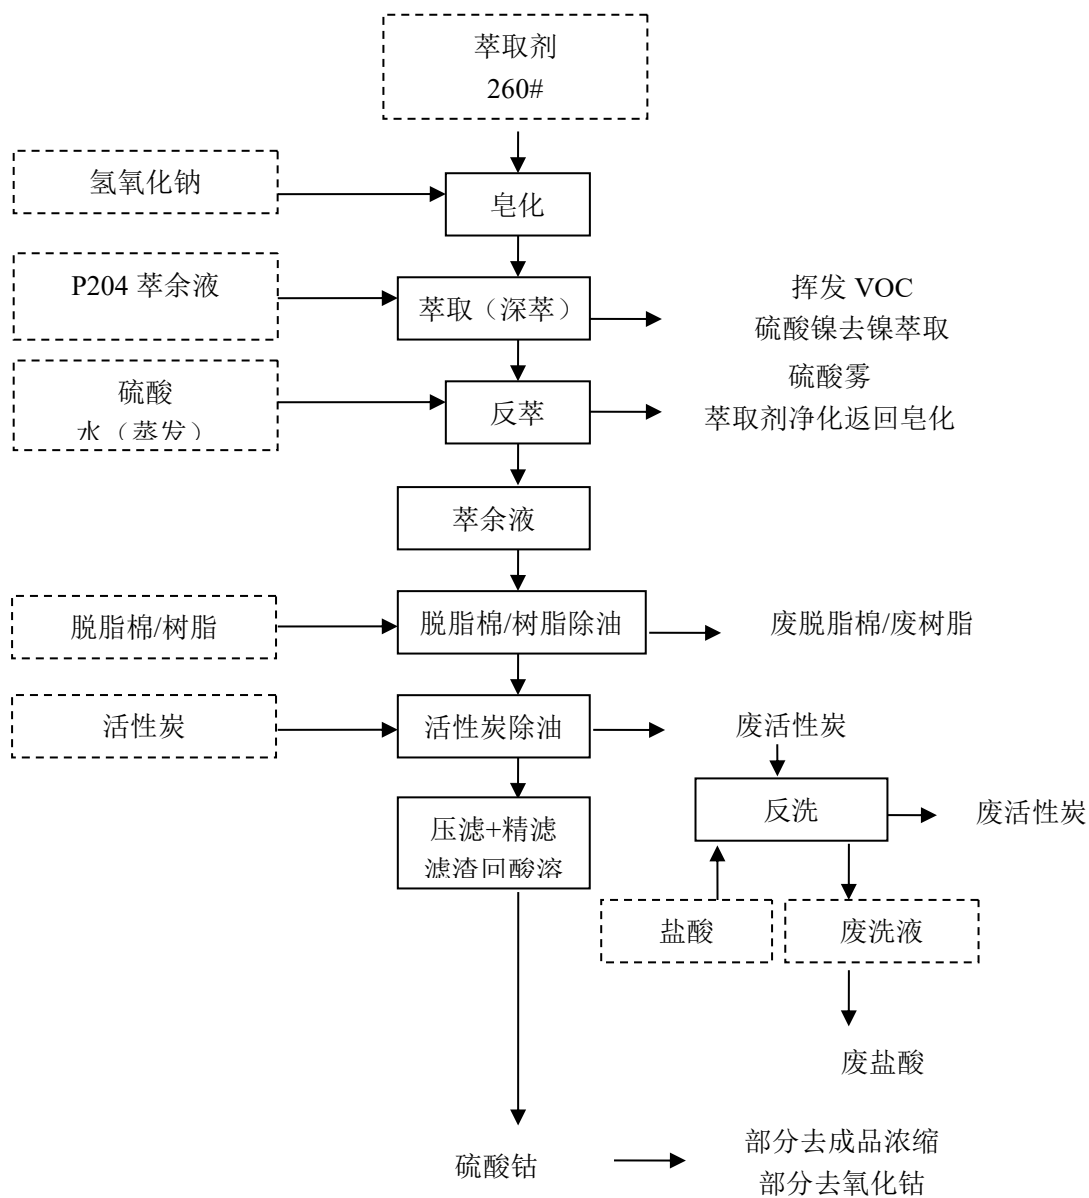 萃取剂
260#
氢氧化钠
皂化
P204 萃余液
萃取（深萃）
挥发 VOC
硫酸镍去镍萃取
硫酸
水（蒸发）
反萃
硫酸雾
萃取剂净化返回皂化
萃余液
脱脂棉/树脂
脱脂棉/树脂除油
废脱脂棉/废树脂
活性炭
活性炭除油
废活性炭
压滤+精滤
滤渣回酸溶
反洗
废活性炭
盐酸
废洗液
废盐酸
硫酸钴
部分去成品浓缩
部分去氧化钴